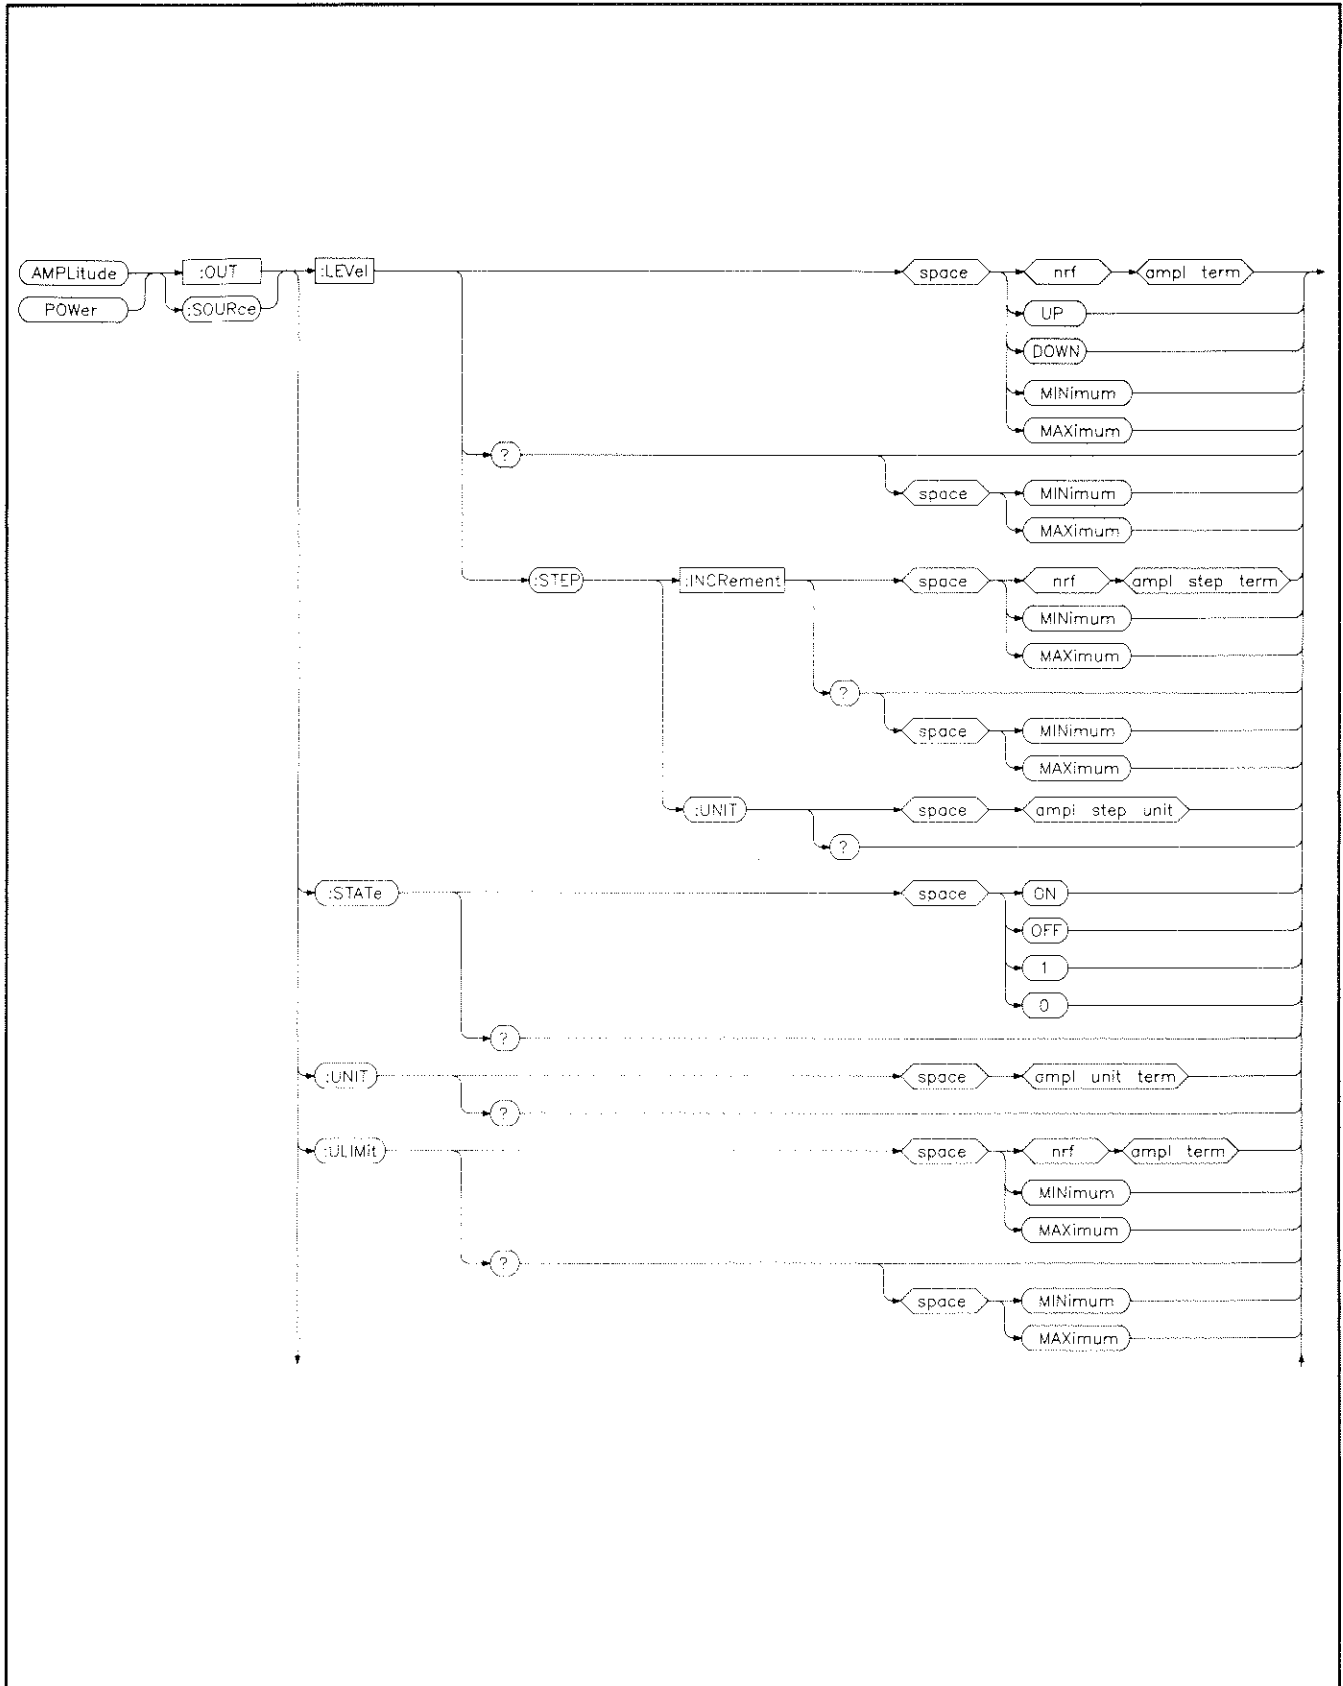 AMPLitude :OUT :LEVel space nrf ampl term
POWer :SOURce UP
DOWN
MINimum
MAXimum
?
space MINimum
MAXimum
:STEP :INCRement space nrf ampl step term
MINimum
MAXimum
?
space MINimum
MAXimum
:UNIT space ampl step unit
?
:STATe space ON
OFF
1
0
?
:UNIT space ampl unit term
?
:ULIMit space nrf ampl term
MINimum
MAXimum
?
space MINimum
MAXimum